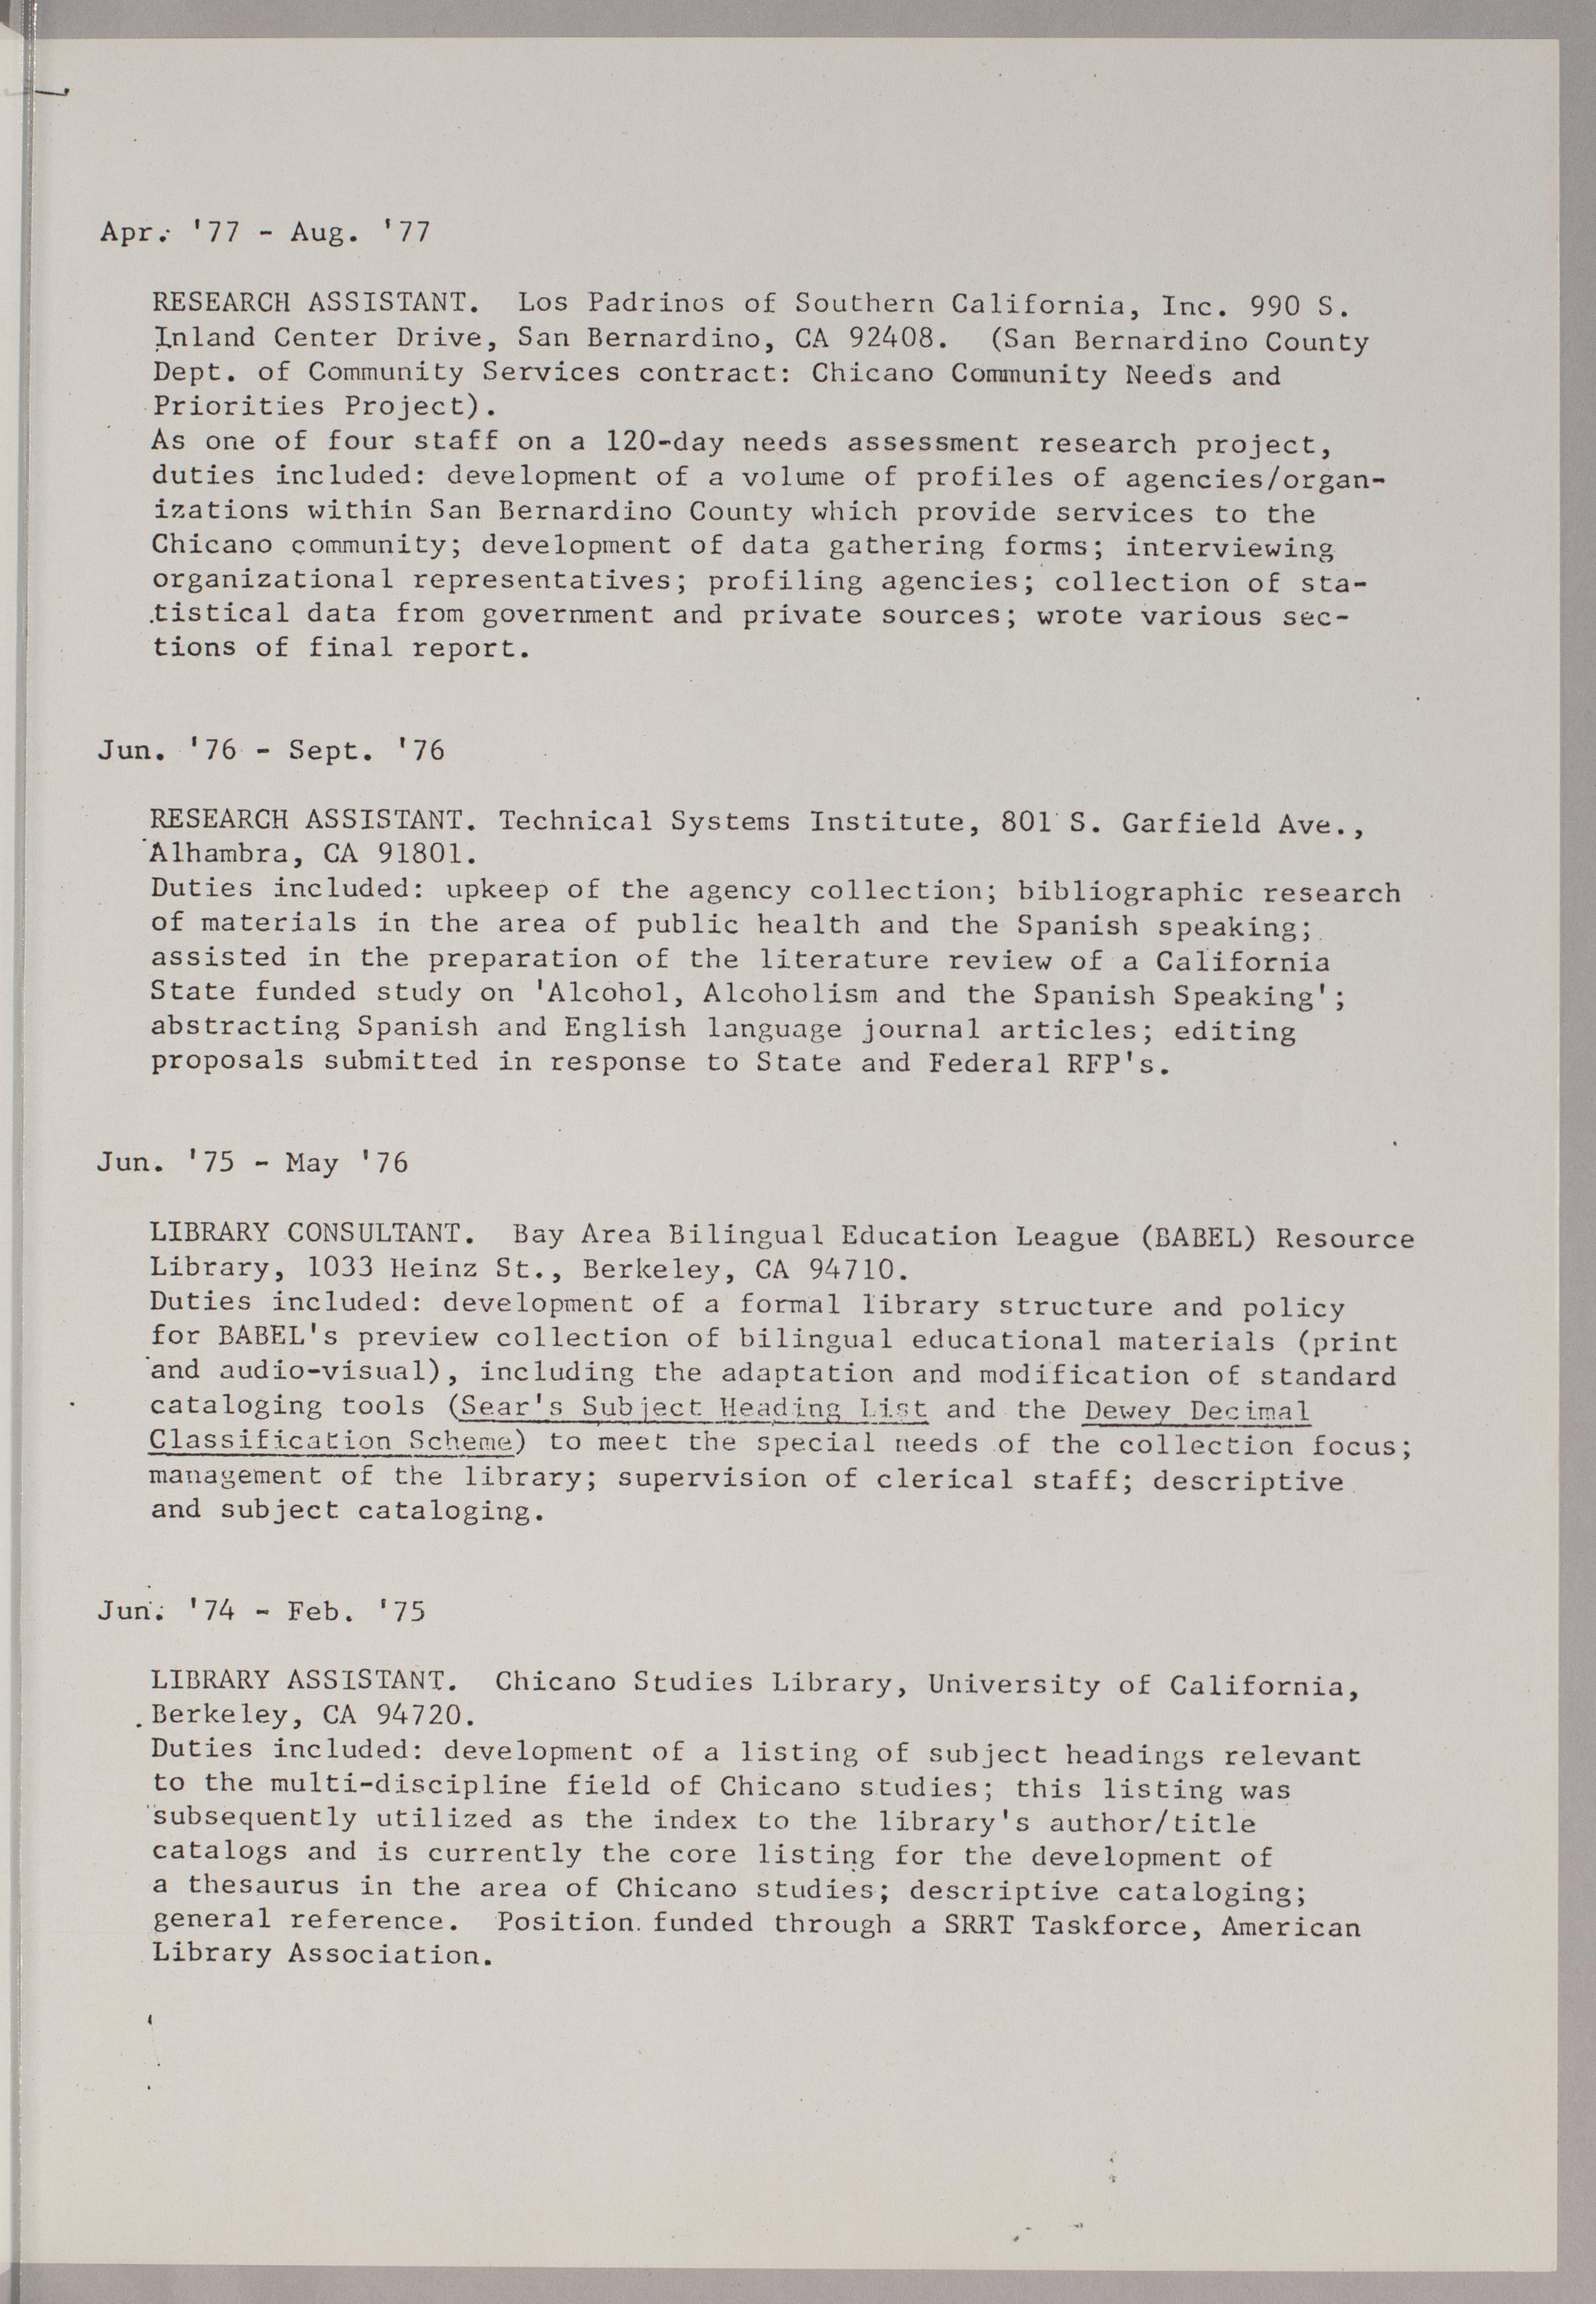 Apr. '77 - Aug. '77
RESEARCH ASSISTANT.  Los Padrinos of Southern California, Inc. 990 S.
Inland Center Drive, San Bernardino, CA 92408.  (San Bernardino County
Dept. of Community Services contract: Chicano Community Needs and
Priorities Project).
As one of four staff on a 120-day needs assessment research project,
duties included: development of a volume of profiles of agencies/organ-
izations within San Bernardino County which provide services to the
Chicano community; development of data gathering forms; interviewing
organizational representatives; profiling agencies; collection of sta-
tistical data from government and private sources; wrote various sec-
tions of final report.
Jun. '76 - Sept. '76
RESEARCH ASSISTANT. Technical Systems Institute, 801 S. Garfield Ave.,
Alhambra, CA 91801.
Duties included: upkeep of the agency collection; bibliographic research
of materials in the area of public health and the Spanish speaking;
assisted in the preparation of the literature review of a California
State funded study on 'Alcohol, Alcoholism and the Spanish Speaking';
abstracting Spanish and English language journal articles; editing
proposals submitted in response to State and Federal RFP's.
Jun. '75 - May '76
LIBRARY CONSULTANT.  Bay Area Bilingual Education League (BABEL) Resource
Library, 1033 Heinz St., Berkeley, CA 94710.
Duties included: development of a formal library structure and policy
for BABEL's preview collection of bilingual educational materials (print
and audio-visual), including the adaptation and modification of standard
cataloging tools (Sear's Subject Heading List and the Dewey Decimal
Classification Scheme) to meet the special needs of the collection focus;
management of the library; supervision of clerical staff; descriptive
and subject cataloging.
Jun. '74 - Feb. '75
LIBRARY ASSISTANT.  Chicano Studies Library, University of California,
Berkeley, CA 94720.
Duties included: development of a listing of subject headings relevant
to the multi-discipline field of Chicano studies; this listing was
subsequently utilized as the index to the library's author/title
catalogs and is currently the core listing for the development of
a thesaurus in the area of Chicano studies; descriptive cataloging;
general reference.  Position funded through a SRRT Taskforce, American
Library Association.